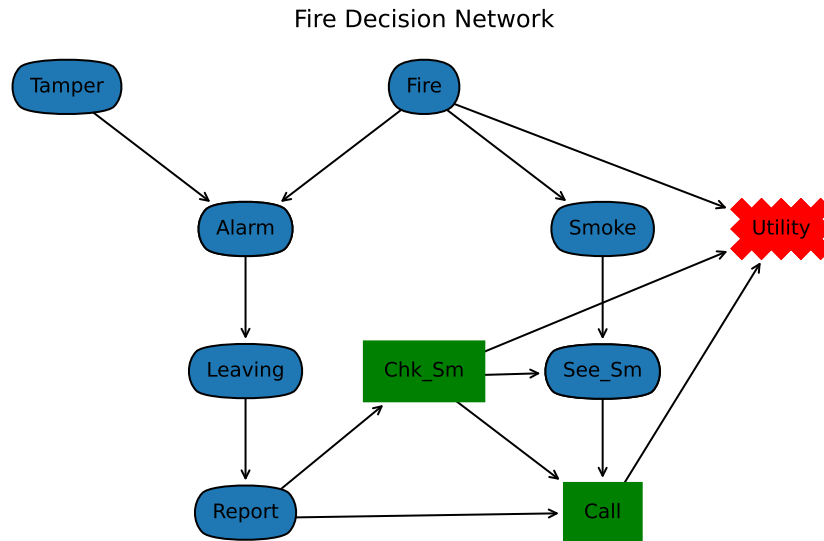 Fire Decision Network
Tamper
Fire
Alarm
Smoke
Utility
Leaving
Chk_Sm
See_Sm
Report
Call